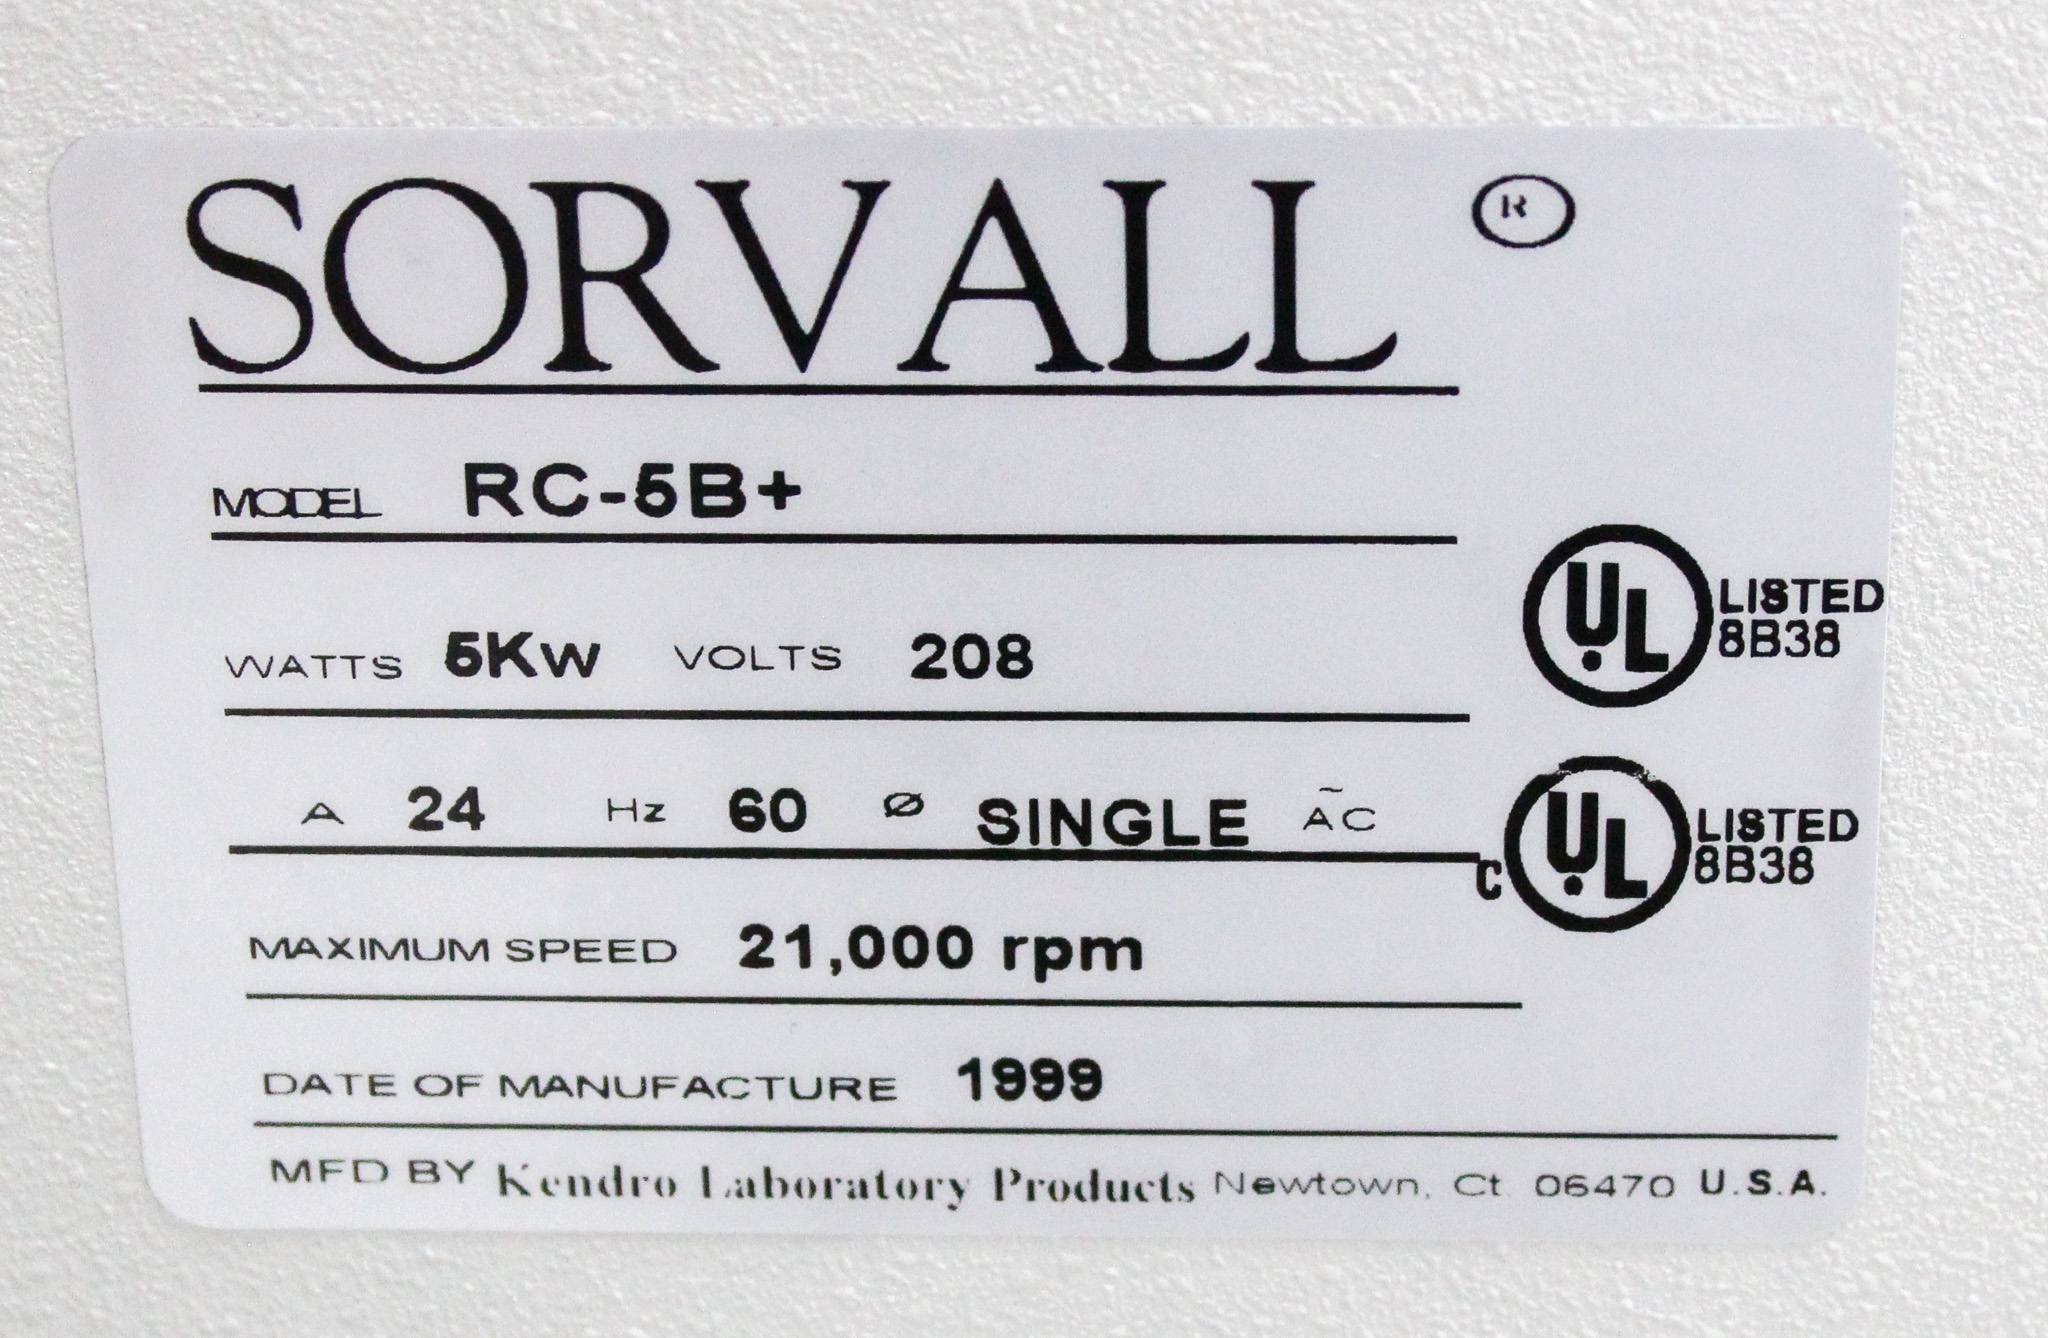 SORVALL ®
MODEL RC-5B+
WATTS 5Kw VOLTS 208
LISTED
8B38
A 24 Hz 60 Ø SINGLE ~ AC
C UL LISTED
8B38
MAXIMUM SPEED 21,000 rpm
DATE OF MANUFACTURE 1999
MFD BY Kendro Laboratory Products Newtown, Ct 06470 U.S.A.